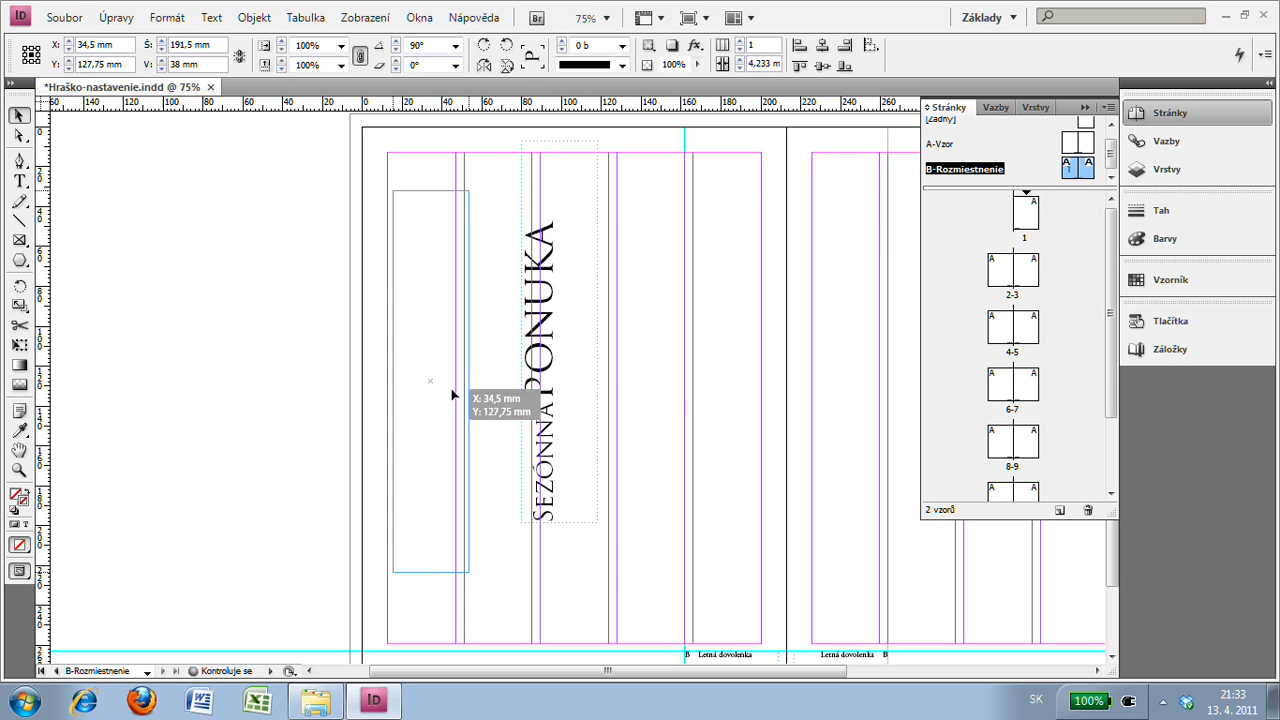 Soubor Úpravy Formát Text Objekt Tabulka Zobrazení Okna Nápověda Br 75% Základy
X: 34,5 mm Š: 191,5 mm 100% 90° 0 b 1
Y: 127,75 mm V: 38 mm 100% 0° 100% 4,233 m
*Hraško-nastavenie.indd @ 75%
Stránky Vazby Vrstvy
[Žádný]
A-Vzor
B-Rozmiestnenie
1
2-3
4-5
6-7
8-9
2 vzorů
Stránky
Vazby
Vrstvy
Tah
Barvy
Vzorník
Tlačítka
Záložky
SEZÓNNA PONUKA
X: 34,5 mm
Y: 127,75 mm
B Letná dovolenka Letná dovolenka B
B-Rozmiestnenie Kontroluje se
SK 100% 21:33
13. 4. 2011